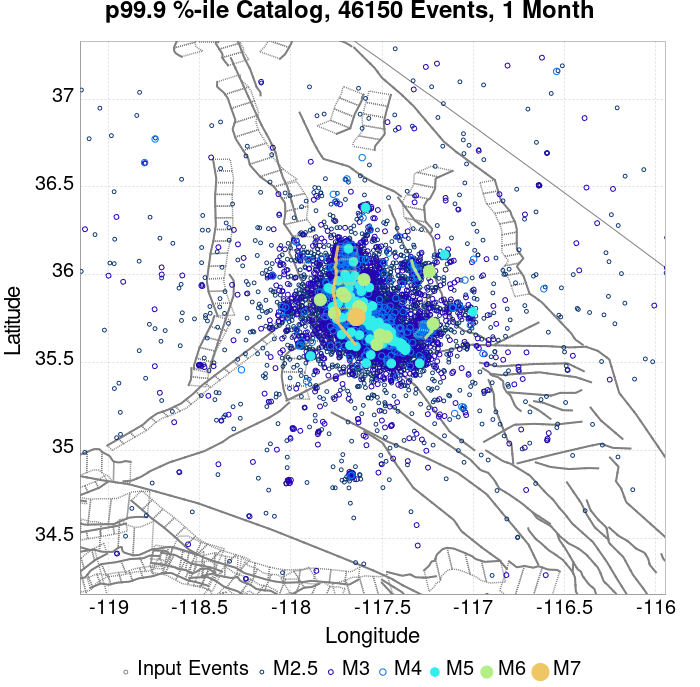 p99.9 %-ile Catalog, 46150 Events, 1 Month
37
36.5
36
35.5
35
34.5
Latitude
-119 -118.5 -118 -117.5 -117 -116.5 -116
Longitude
Input Events M2.5 M3 M4 M5 M6 M7